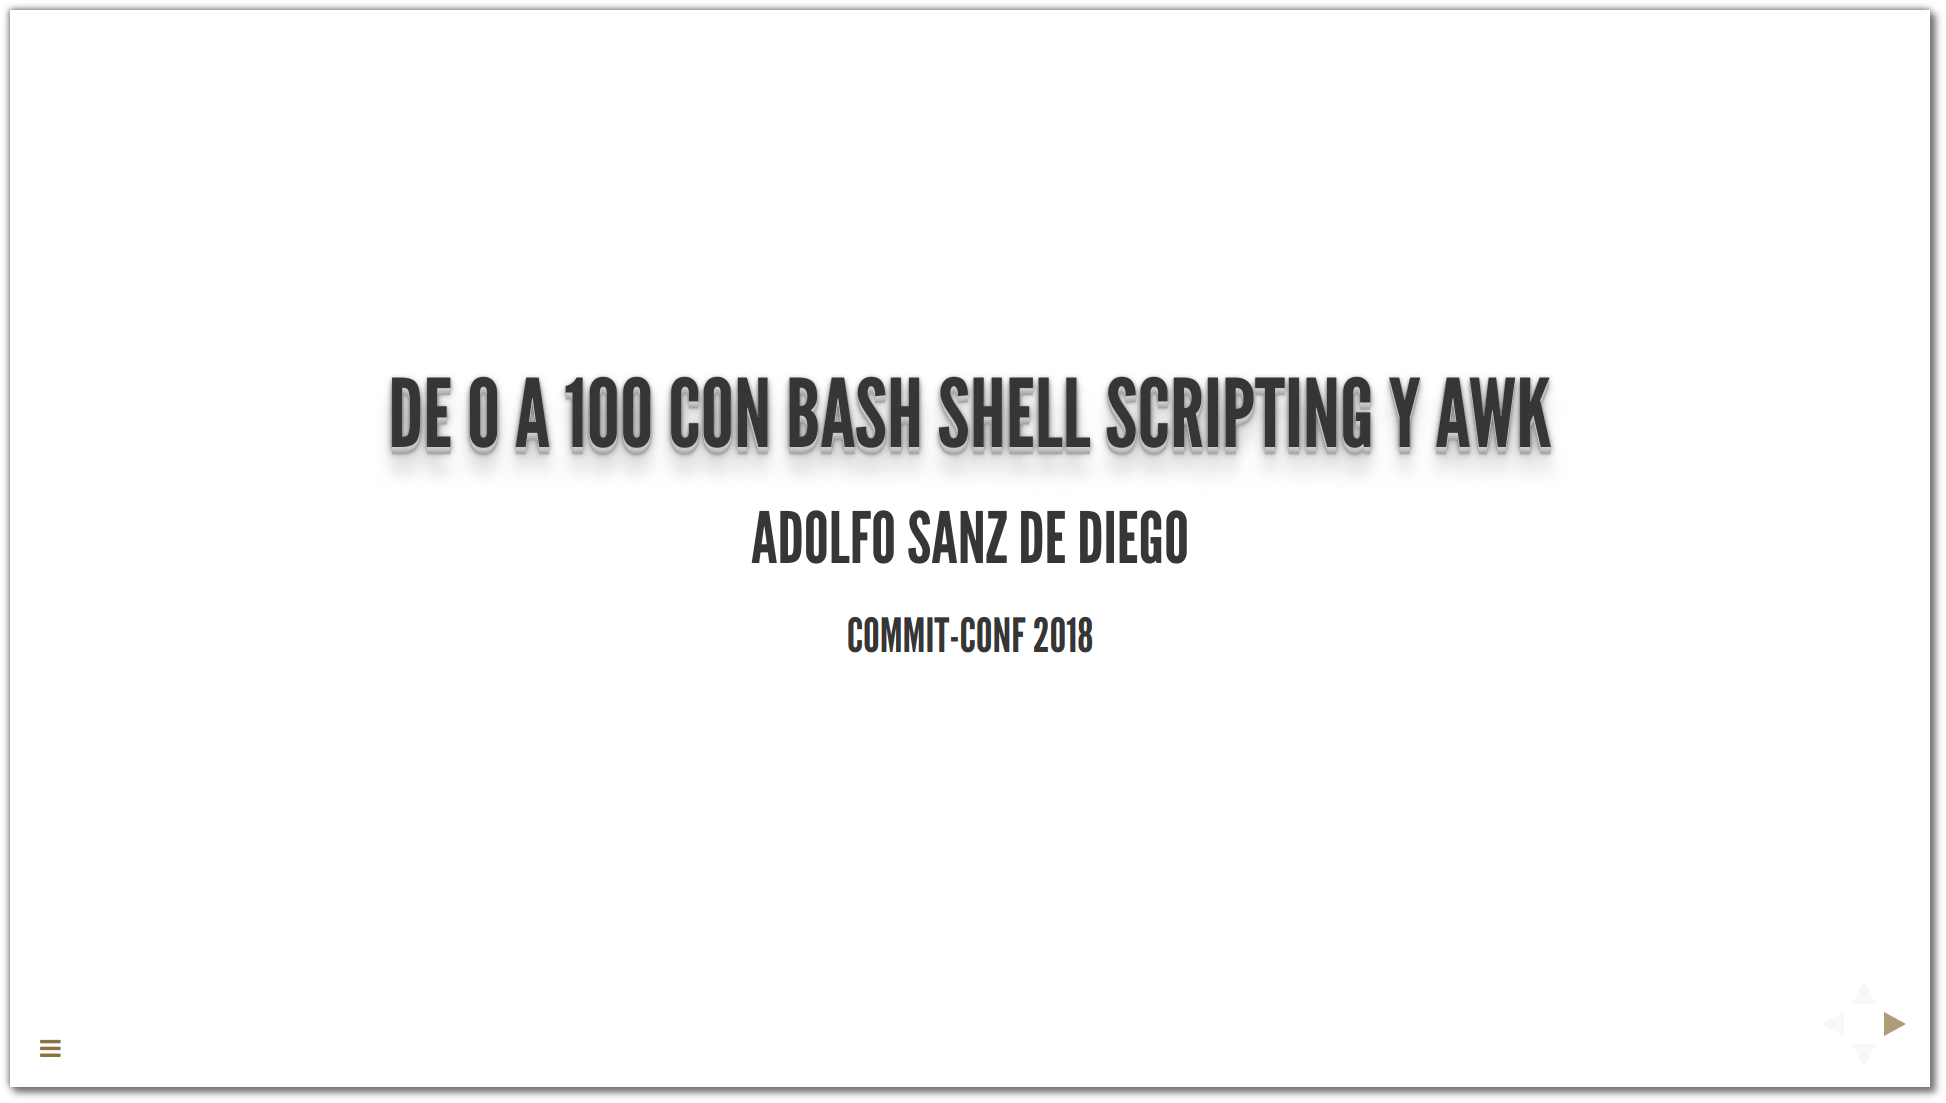 DE 0 A 100 CON BASH SHELL SCRIPTING Y AWK
ADOLFO SANZ DE DIEGO
COMMIT-CONF 2018